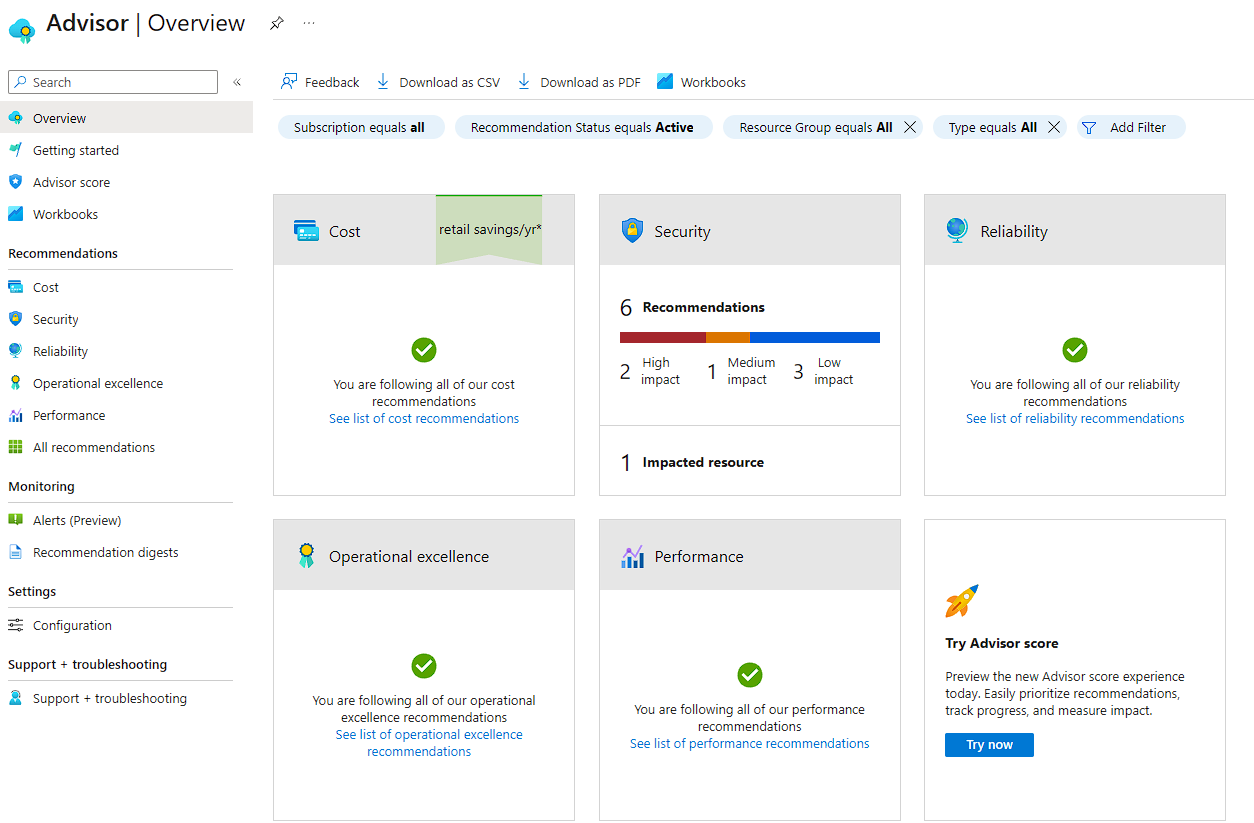 Advisor | Overview
Search
Overview
Getting started
Advisor score
Workbooks
Recommendations
Cost
Security
Reliability
Operational excellence
Performance
All recommendations
Monitoring
Alerts (Preview)
Recommendation digests
Settings
Configuration
Support + troubleshooting
Support + troubleshooting
Feedback
Download as CSV
Download as PDF
Workbooks
Subscription equals all
Recommendation Status equals Active
Resource Group equals All
Type equals All
Add Filter
Cost
retail savings/yr*
You are following all of our cost
recommendations
See list of cost recommendations
Security
6 Recommendations
2 High impact
1 Medium impact
3 Low impact
1 Impacted resource
Reliability
You are following all of our reliability
recommendations
See list of reliability recommendations
Operational excellence
You are following all of our operational
excellence recommendations
See list of operational excellence
recommendations
Performance
You are following all of our performance
recommendations
See list of performance recommendations
Try Advisor score
Preview the new Advisor score experience
today. Easily prioritize recommendations,
track progress, and measure impact.
Try now